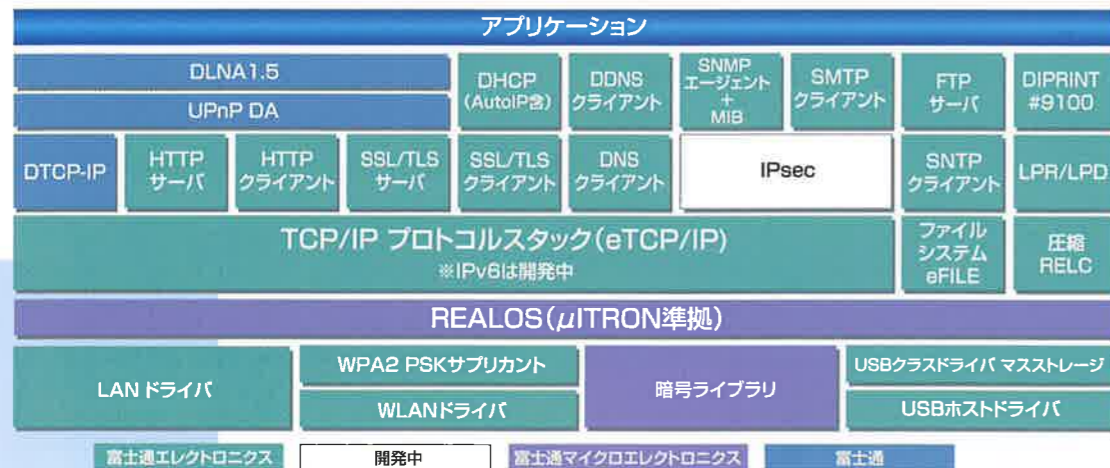 アプリケーション
DLNA1.5
UPnP DA
DHCP
(AutoIP含)
DDNS
クライアント
SNMP
エージェント
+
MIB
SMTP
クライアント
FTP
サーバ
DIPRINT
#9100
DTCP-IP
HTTP
サーバ
HTTP
クライアント
SSL/TLS
サーバ
SSL/TLS
クライアント
DNS
クライアント
IPsec
SNTP
クライアント
LPR/LPD
TCP/IP プロトコルスタック(eTCP/IP)
※IPv6は開発中
ファイル
システム
eFILE
圧縮
RELC
REALOS(μITRON準拠)
LAN ドライバ
WPA2 PSKサプリカント
WLANドライバ
暗号ライブラリ
USBクラスドライバ マスストレージ
USBホストドライバ
富士通エレクトロニクス
開発中
富士通マイクロエレクトロニクス
富士通